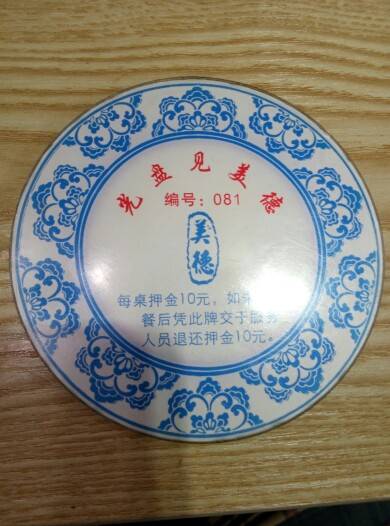 光盘见美德
编号：081
美德
每桌押金10元，如
餐后凭此牌交于服务
人员退还押金10元。